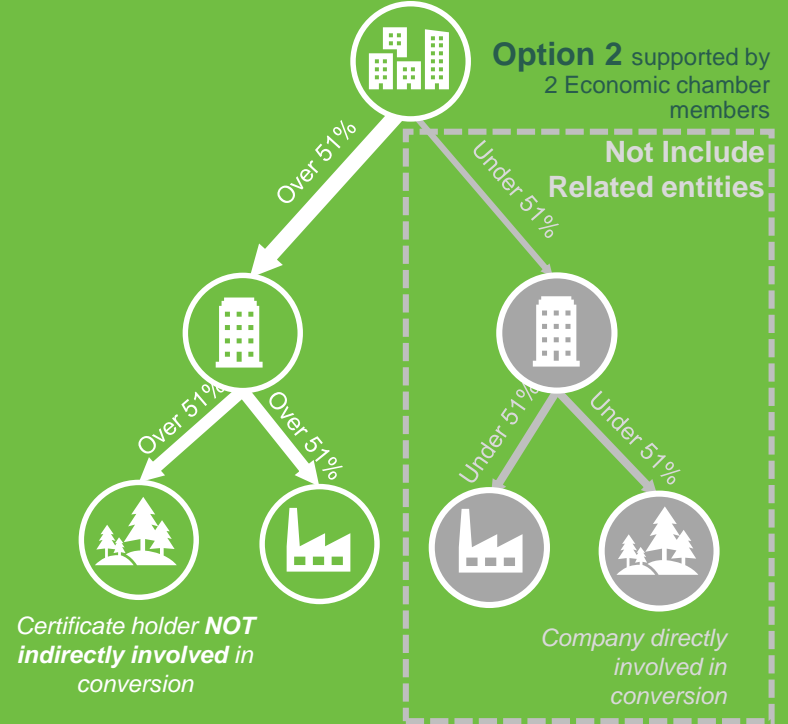 Option 2 supported by
2 Economic chamber
members
Over 51%
Under 51%
Not Include
Related entities
Over 51%
Over 51%
Under 51%
Under 51%
Certificate holder NOT
indirectly involved in
conversion
Company directly
involved in
conversion